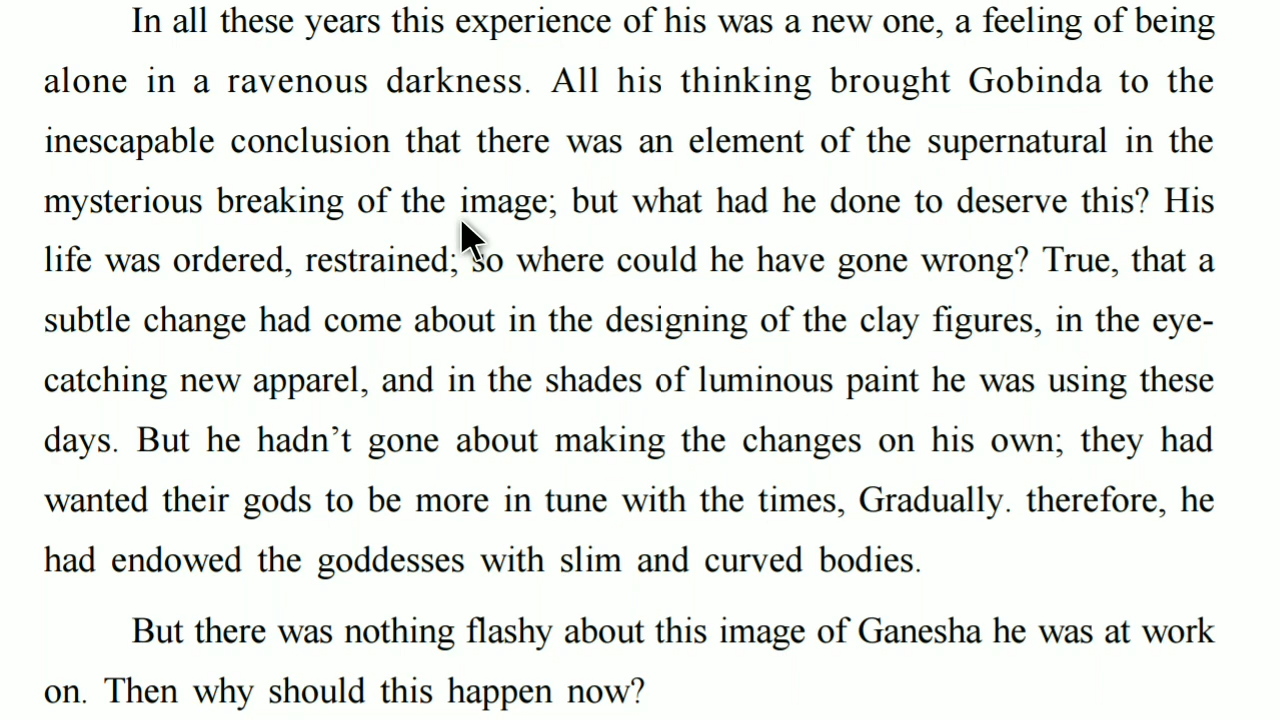 In all these years this experience of his was a new one, a feeling of being
alone in a ravenous darkness. All his thinking brought Gobinda to the
inescapable conclusion that there was an element of the supernatural in the
mysterious breaking of the image; but what had he done to deserve this? His
life was ordered, restrained; so where could he have gone wrong? True, that a
subtle change had come about in the designing of the clay figures, in the eye-
catching new apparel, and in the shades of luminous paint he was using these
days. But he hadn’t gone about making the changes on his own; they had
wanted their gods to be more in tune with the times, Gradually. therefore, he
had endowed the goddesses with slim and curved bodies.
But there was nothing flashy about this image of Ganesha he was at work
on. Then why should this happen now?